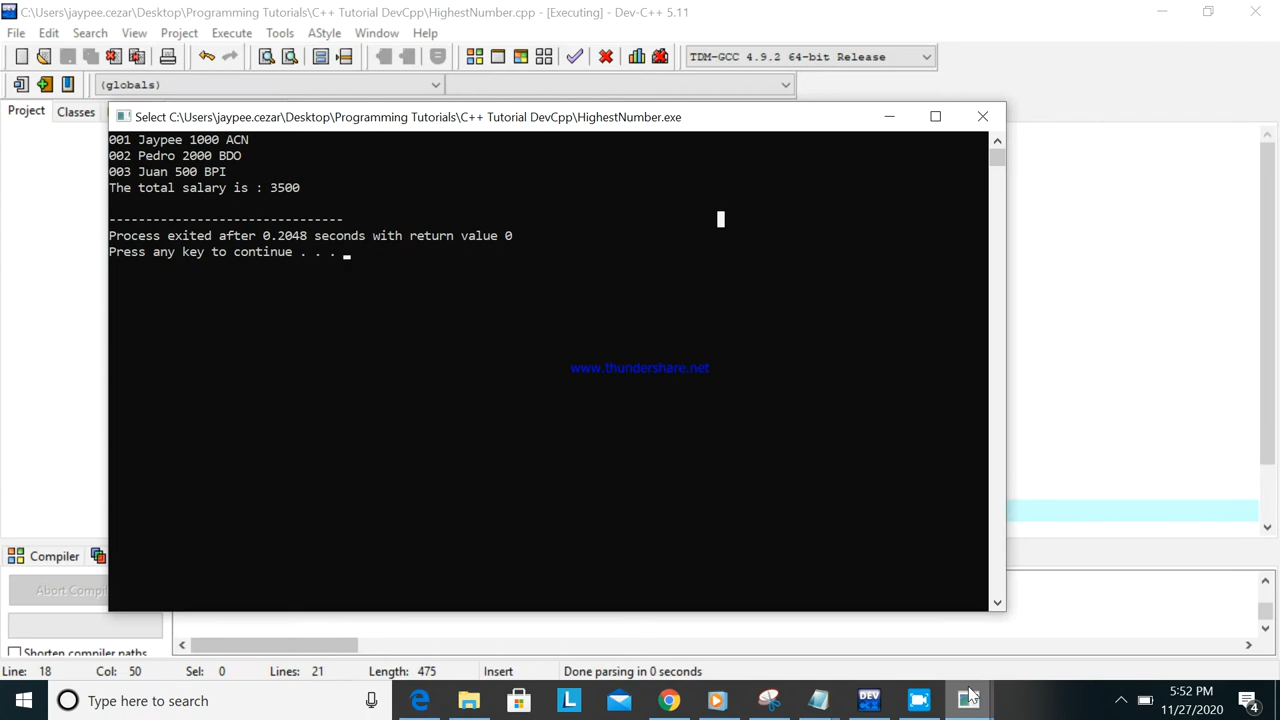 C:\Users\jaypee.cezar\Desktop\Programming Tutorials\C++ Tutorial DevCpp\HighestNumber.cpp - [Executing] - Dev-C++ 5.11
File Edit Search View Project Execute Tools AStyle Window Help
TDM-GCC 4.9.2 64-bit Release
(globals)
Project Classes
Select C:\Users\jaypee.cezar\Desktop\Programming Tutorials\C++ Tutorial DevCpp\HighestNumber.exe
001 Jaypee 1000 ACN
002 Pedro 2000 BDO
003 Juan 500 BPI
The total salary is : 3500
--------------------------------
Process exited after 0.2048 seconds with return value 0
Press any key to continue . . .
www.thundershare.net
Compiler
Abort Compi
Shorten compiler paths
Line: 18 Col: 50 Sel: 0 Lines: 21 Length: 475 Insert Done parsing in 0 seconds
Type here to search
L
DEV
5:52 PM
11/27/2020
4